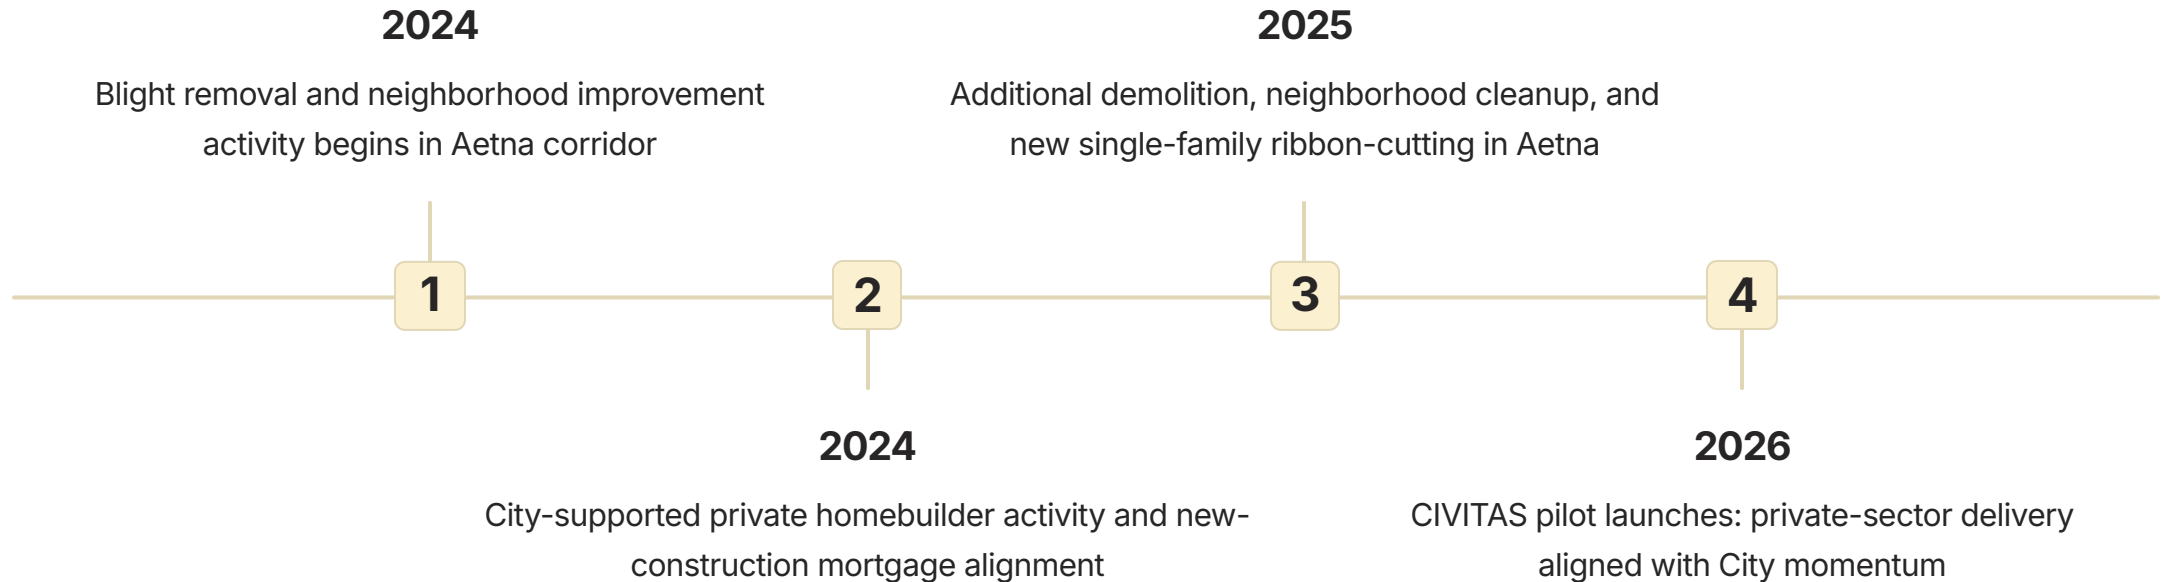 2024
Blight removal and neighborhood improvement
activity begins in Aetna corridor
2025
Additional demolition, neighborhood cleanup, and
new single-family ribbon-cutting in Aetna
1
2
3
4
2024
City-supported private homebuilder activity and new-
construction mortgage alignment
2026
CIVITAS pilot launches: private-sector delivery
aligned with City momentum